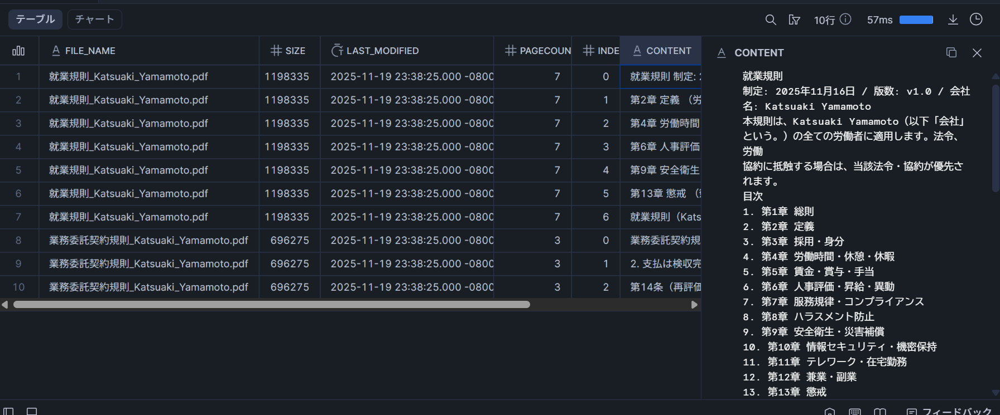 テーブル チャート 10行 57ms
FILE_NAME SIZE LAST_MODIFIED PAGECOUN INDE CONTENT
1 就業規則_Katsuaki_Yamamoto.pdf 1198335 2025-11-19 23:38:25.000 -0800 7 0 就業規則 制定: 2
2 就業規則_Katsuaki_Yamamoto.pdf 1198335 2025-11-19 23:38:25.000 -0800 7 1 第2章 定義 （労
3 就業規則_Katsuaki_Yamamoto.pdf 1198335 2025-11-19 23:38:25.000 -0800 7 2 第4章 労働時間
4 就業規則_Katsuaki_Yamamoto.pdf 1198335 2025-11-19 23:38:25.000 -0800 7 3 第6章 人事評価
5 就業規則_Katsuaki_Yamamoto.pdf 1198335 2025-11-19 23:38:25.000 -0800 7 4 第9章 安全衛生
6 就業規則_Katsuaki_Yamamoto.pdf 1198335 2025-11-19 23:38:25.000 -0800 7 5 第13章 懲戒 （
7 就業規則_Katsuaki_Yamamoto.pdf 1198335 2025-11-19 23:38:25.000 -0800 7 6 就業規則（Kats
8 業務委託契約規則_Katsuaki_Yamamoto.pdf 696275 2025-11-19 23:38:25.000 -0800 3 0 業務委託契約規
9 業務委託契約規則_Katsuaki_Yamamoto.pdf 696275 2025-11-19 23:38:25.000 -0800 3 1 2. 支払は検収完
10 業務委託契約規則_Katsuaki_Yamamoto.pdf 696275 2025-11-19 23:38:25.000 -0800 3 2 第14条（再評価
CONTENT
就業規則
制定: 2025年11月16日 / 版数: v1.0 / 会社
名: Katsuaki Yamamoto
本規則は、Katsuaki Yamamoto（以下「会社」
という。）の全ての労働者に適用します。法令、
労働
協約に抵触する場合は、当該法令・協約が優先さ
れます。
目次
1. 第1章 総則
2. 第2章 定義
3. 第3章 採用・身分
4. 第4章 労働時間・休憩・休暇
5. 第5章 賃金・賞与・手当
6. 第6章 人事評価・昇給・異動
7. 第7章 服務規律・コンプライアンス
8. 第8章 ハラスメント防止
9. 第9章 安全衛生・災害補償
10. 第10章 情報セキュリティ・機密保持
11. 第11章 テレワーク・在宅勤務
12. 第12章 兼業・副業
13. 第13章 懲戒
フィードバック